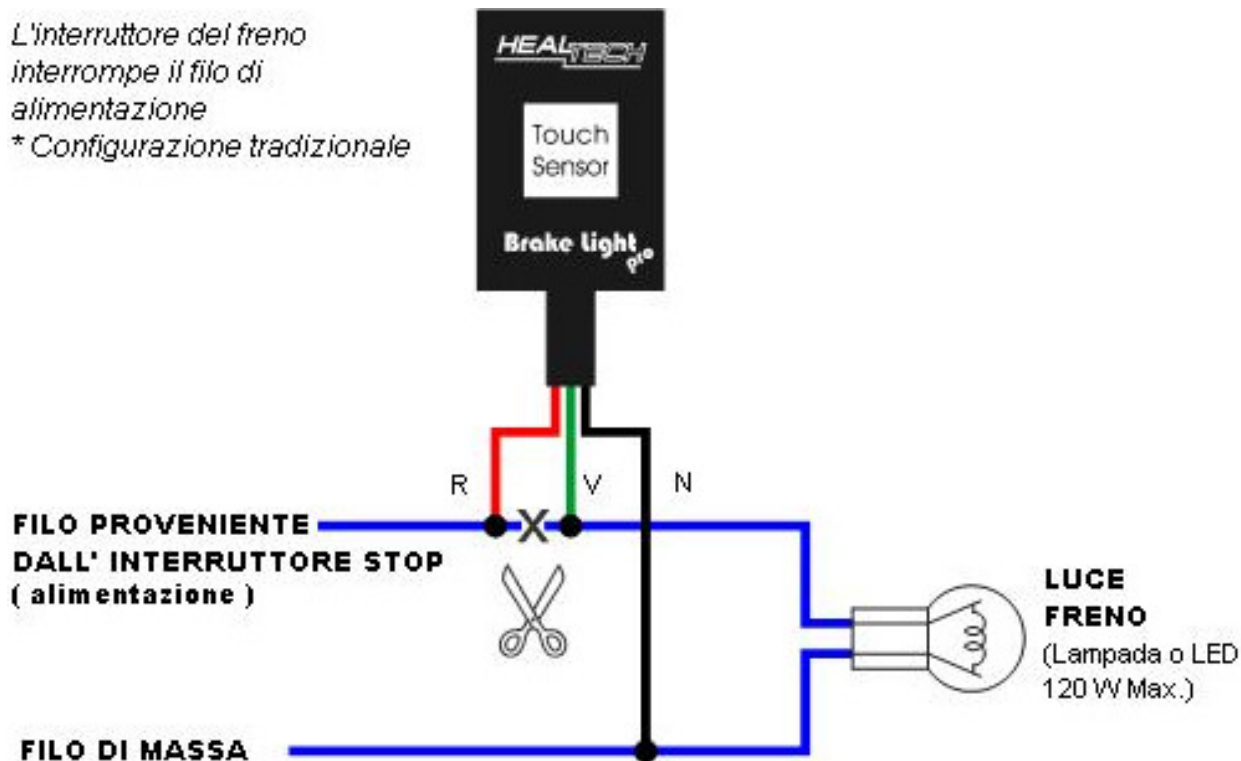 L'interruttore del freno
interrompe il filo di
alimentazione
* Configurazione tradizionale
HEALTECH
Touch
Sensor
Brake Light
pro
R
V
N
FILO PROVENIENTE
DALL' INTERRUTTORE STOP
( alimentazione )
X
LUCE
FRENO
(Lampada o LED
120 W Max.)
FILO DI MASSA